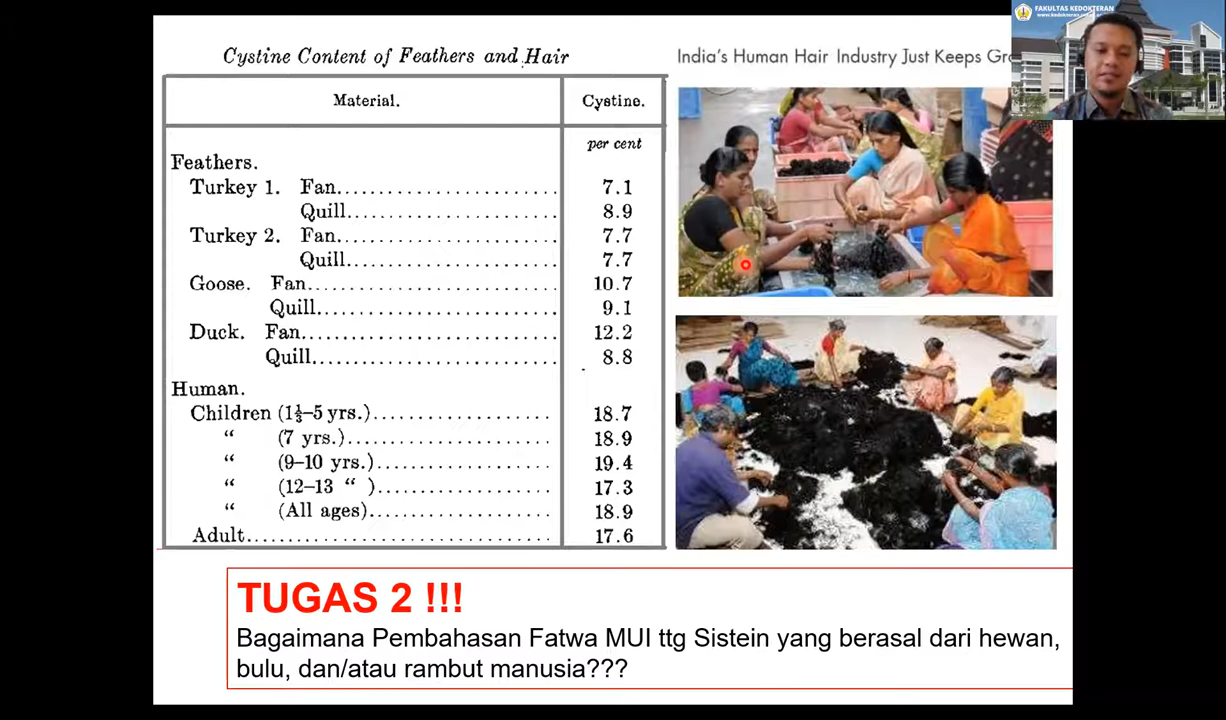 Cystine Content of Feathers and Hair
Material. Cystine.
per cent
Feathers.
Turkey 1. Fan........................ 7.1
Quill........................ 8.9
Turkey 2. Fan........................ 7.7
Quill........................ 7.7
Goose. Fan........................ 10.7
Quill........................ 9.1
Duck. Fan........................ 12.2
Quill........................ 8.8
Human.
Children (1⅓–5 yrs.)........................ 18.7
“ (7 yrs.)........................ 18.9
“ (9–10 yrs.)........................ 19.4
“ (12–13 “ )........................ 17.3
“ (All ages)........................ 18.9
Adult........................ 17.6
India's Human Hair Industry Just Keeps
FAKULTAS KEDOKTERAN
TUGAS 2 !!!
Bagaimana Pembahasan Fatwa MUI ttg Sistein yang berasal dari hewan,
bulu, dan/atau rambut manusia???